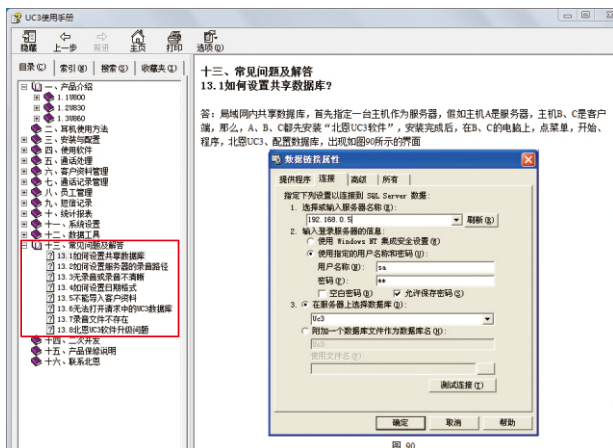 UC3使用手册
隐藏 上一步 前进 主页 打印 选项(O)
目录(C) 索引(N) 搜索(S) 收藏夹(I)
一、产品介绍
1.1U800
1.2U830
1.3U860
二、耳机使用方法
三、安装与配置
四、使用软件
五、通话处理
六、客户资料管理
七、通话记录管理
八、员工管理
九、短信记录
十、统计报表
十一、系统设置
十二、数据工具
十三、常见问题及解答
13.1如何设置共享数据库
13.2如何设置服务器的录音路径
13.3无录音或录音不清晰
13.4如何设置日期格式
13.5不能导入客户资料
13.6无法打开请求中的UC3数据库
13.7录音文件不存在
13.8北恩UC3软件升级问题
十四、二次开发
十五、产品保修说明
十六、联系北恩
十三、常见问题及解答
13.1如何设置共享数据库?
答：局域网内共享数据库，首先指定一台主机作为服务器，假如主机A是服务器，主机B、C是客户
端，那么，A、B、C都先安装“北恩UC3软件”，安装完成后，在B、C的电脑上，点菜单，开始、
程序，北恩UC3、配置数据库，出现如图90所示的界面
数据链接属性
提供程序 连接 高级 所有
指定下列设置以连接到 SQL Server 数据:
1. 选择或输入服务器名称(E):
192.168.0.5 刷新(R)
2. 输入登录服务器的信息:
使用 Windows NT 集成安全设置(W)
使用指定的用户名称和密码(U):
用户名称(N): sa
密码(P): **
空白密码(B) 允许保存密码(S)
3. 在服务器上选择数据库(D):
Uc3
附加一个数据库文件作为数据库名(H):
Uc3
使用文件名(F):
...
测试连接(T)
确定 取消 帮助
图 90